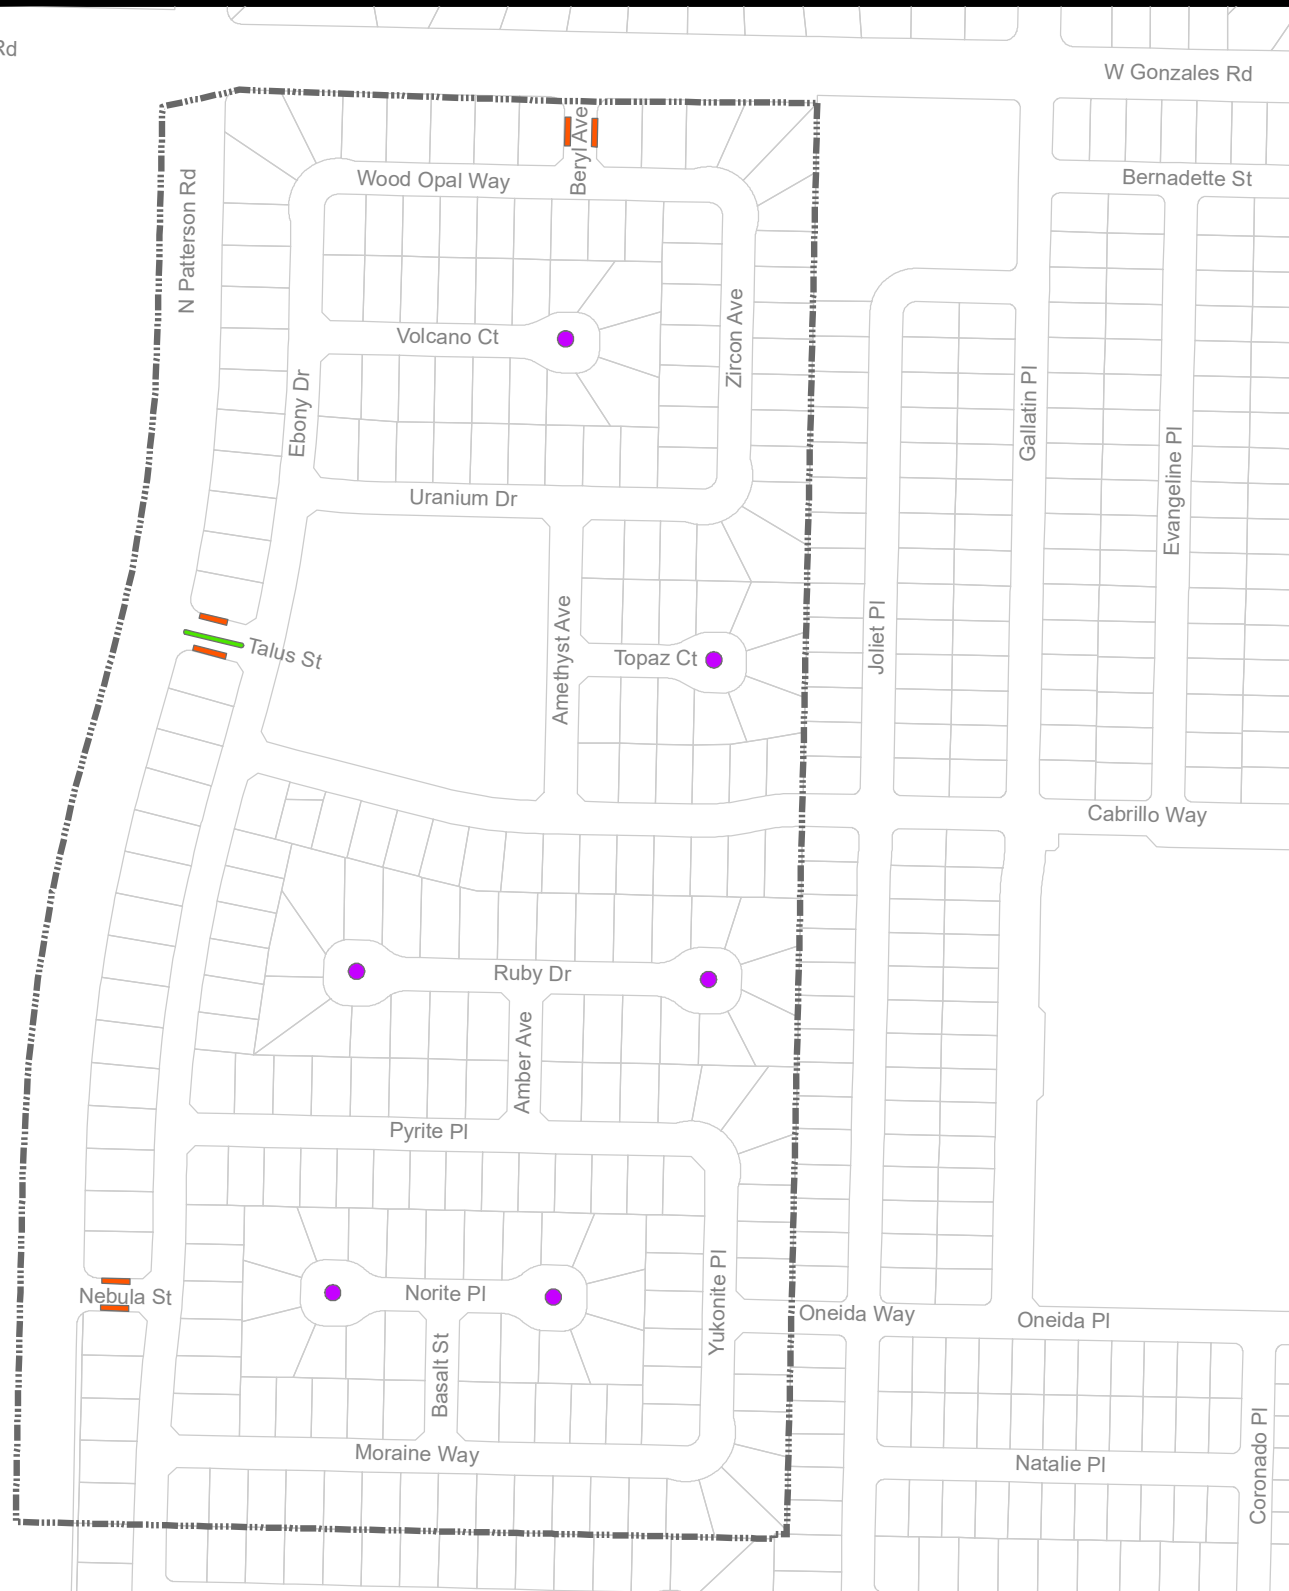 Rd
W Gonzales Rd
Beryl Ave
Wood Opal Way
Bernadette St
N Patterson Rd
Volcano Ct
Zircon Ave
Ebony Dr
Gallatin Pl
Evangeline Pl
Uranium Dr
Amethyst Ave
Joliet Pl
Talus St
Topaz Ct
Cabrillo Way
Ruby Dr
Amber Ave
Pyrite Pl
Nebula St
Norite Pl
Yukonite Pl
Oneida Way
Oneida Pl
Basalt St
Moraine Way
Natalie Pl
Coronado Pl